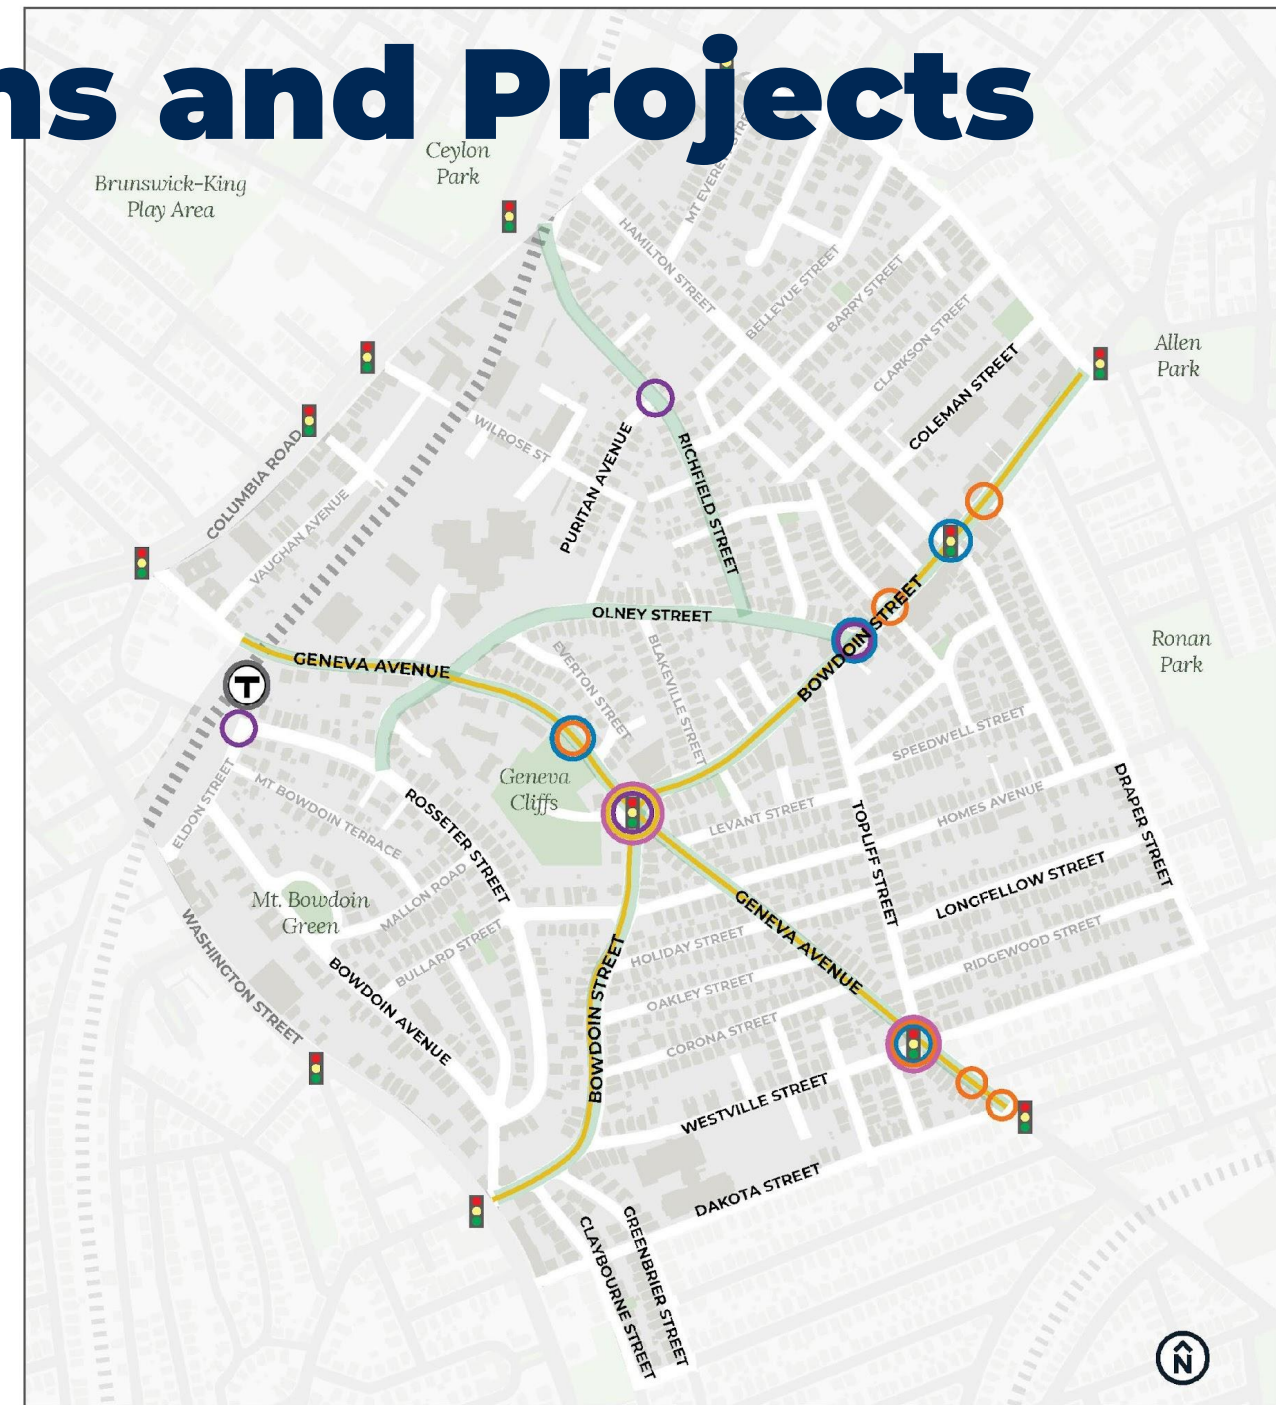 ns and Projects
Ceylon
Park
Brunswick-King
Play Area
HAMILTON STREET
BELLEVUE STREET
BARRY STREET
CLARKSON STREET
COLEMAN STREET
Allen
Park
COLUMBIA ROAD
VAUGHAN AVENUE
WILROSE ST
PURITAN AVENUE
RICHFIELD STREET
OLNEY STREET
BOWDOIN STREET
Ronan
Park
GENEVA AVENUE
T
EVERTON STREET
BLAKEVILLE STREET
SPEEDWELL STREET
Geneva
Cliffs
ELDON STREET
MT BOWDOIN TERRACE
ROSSETER STREET
LEVANT STREET
TOPLIFF STREET
HOMES AVENUE
DRAPER STREET
Mt. Bowdoin
Green
MALLON ROAD
BULLARD STREET
GENEVA AVENUE
LONGFELLOW STREET
RIDGEWOOD STREET
HOLIDAY STREET
OAKLEY STREET
CORONA STREET
WASHINGTON STREET
BOWDOIN AVENUE
BOWDOIN STREET
WESTVILLE STREET
DAKOTA STREET
CLAYBOURNE STREET
GREENBRIER STREET
N